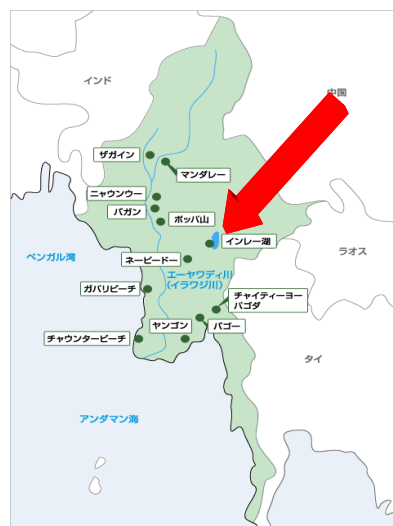 インド
中国
ザガイン
マンダレー
ニャウンウー
バガン
ポッパ山
インレー湖
ベンガル湾
ネーピードー
ラオス
エーヤワディ川
(イラワジ川)
ガパリビーチ
チャイティーヨー
パゴダ
ヤンゴン
バゴー
チャウンタービーチ
タイ
アンダマン海